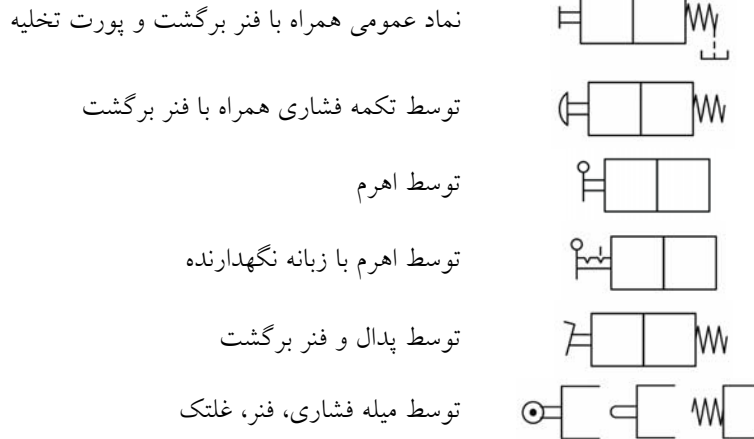 نماد عمومی همراه با فنر برگشت و پورت تخلیه
توسط تکمه فشاری همراه با فنر برگشت
توسط اهرم
توسط اهرم با زبانه نگهدارنده
توسط پدال و فنر برگشت
توسط میله فشاری، فنر، غلتک